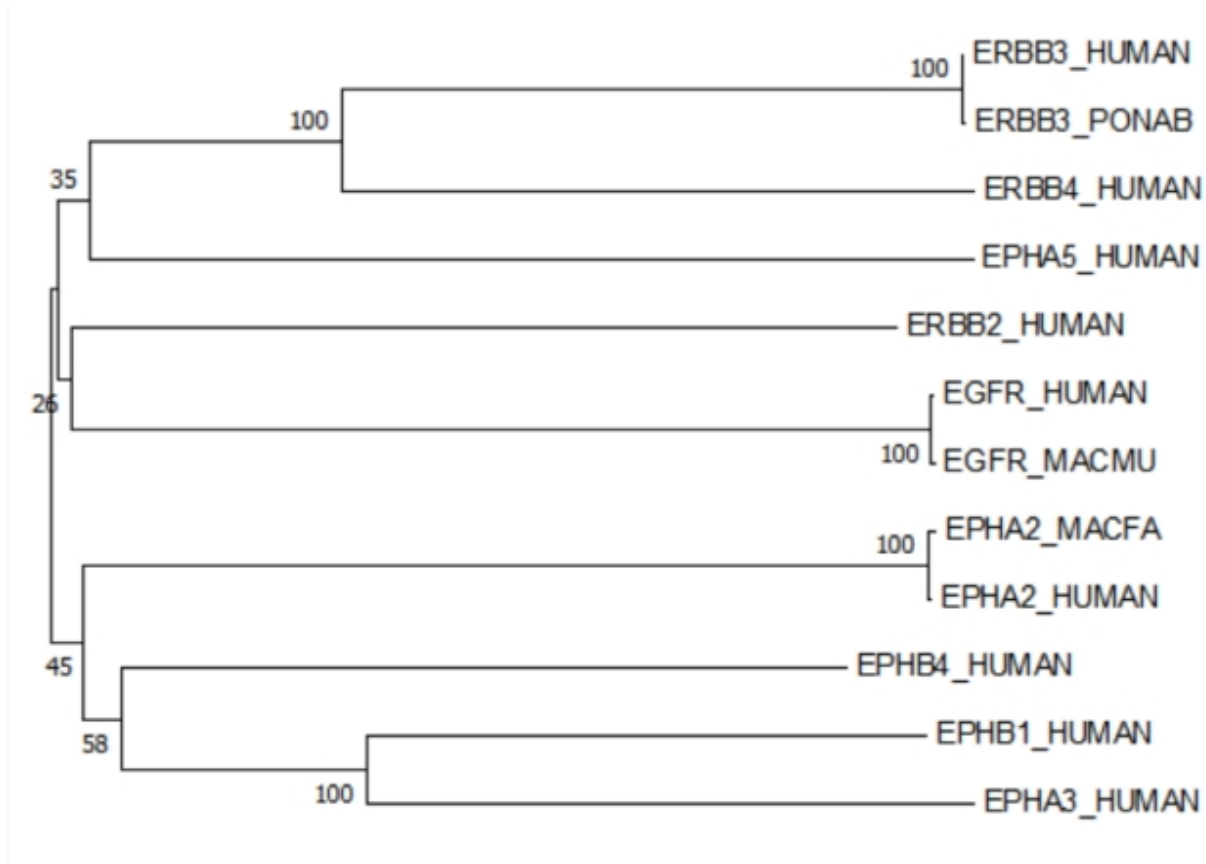 ERBB3_HUMAN
100
ERBB3_PONAB
100
35
ERBB4_HUMAN
EPHA5_HUMAN
ERBB2_HUMAN
EGFR_HUMAN
26
100
EGFR_MACMU
EPHA2_MACFA
100
EPHA2_HUMAN
45
EPHB4_HUMAN
58
EPHB1_HUMAN
100
EPHA3_HUMAN